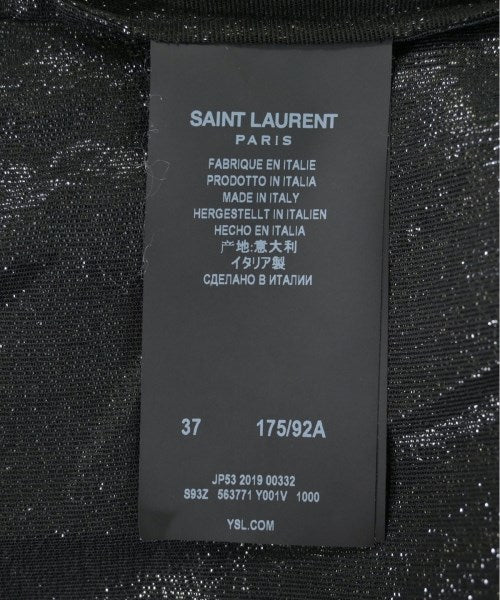 SAINT LAURENT
PARIS
FABRIQUE EN ITALIE
PRODOTTO IN ITALIA
MADE IN ITALY
HERGESTELLT IN ITALIEN
HECHO EN ITALIA
产地:意大利
イタリア製
СДЕЛАНО В ИТАЛИИ
37 175/92A
JP53 2019 00332
S93Z 563771 Y001V 1000
YSL.COM